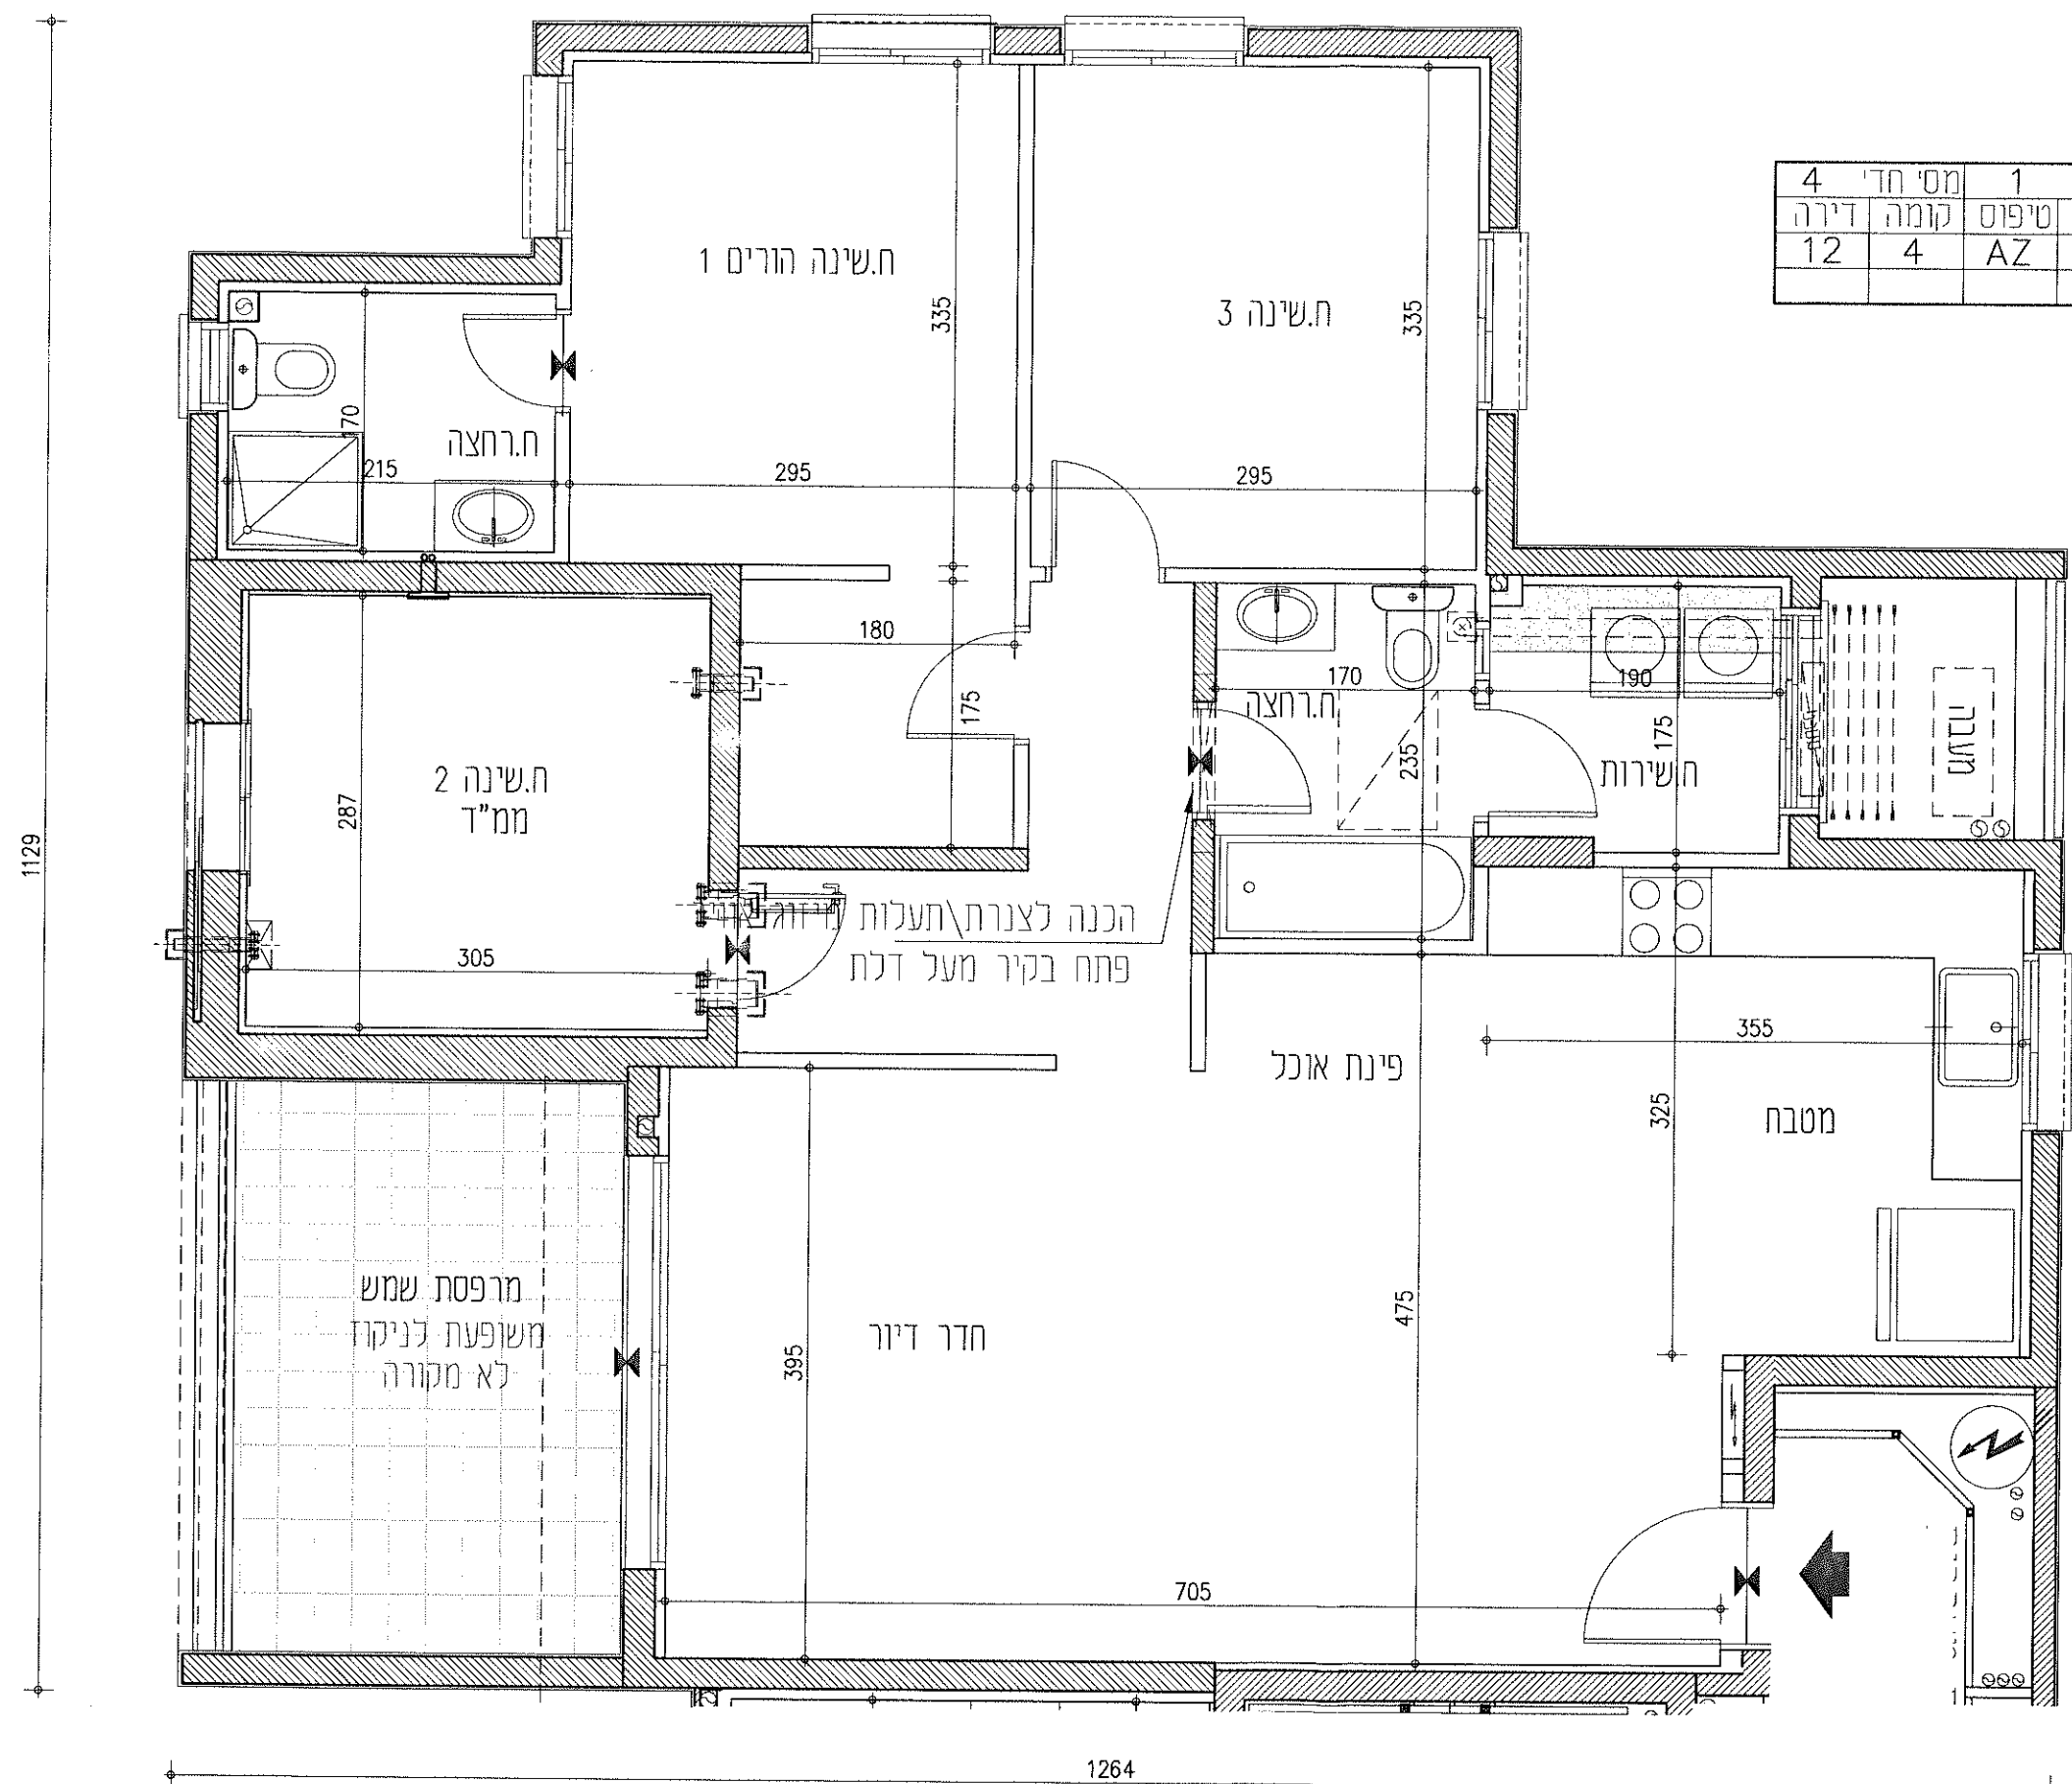 1 מס' חד' 4
טיפוס קומה דירה
AZ 4 12
ח.שינה הורים 1
ח.שינה 3
335
335
ח.רחצה
170
215
295
295
180
175
ח.שינה 2
ממ"ד
287
305
1129
170
ח.רחצה
235
190
175
ח.שירות
מעבה
הכנה לצנרת\תעלות
פתח בקיר מעל דלת
פינת אוכל
355
325
מטבח
מרפסת שמש
משופעת לניקוז
לא מקורה
חדר דיור
395
475
705
1264